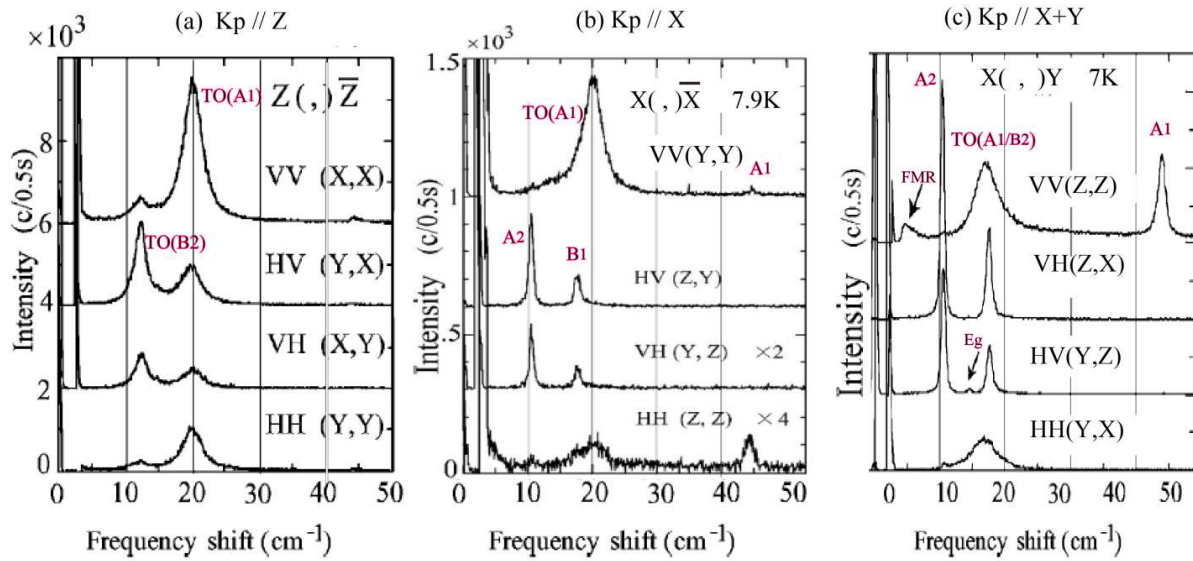 (a) Kp // Z
×10³
Z ( , ) Z̅
TO(A1)
VV (X,X)
TO(B2)
HV (Y,X)
VH (X,Y)
HH (Y,Y)
8
6
4
2
0
Intensity (c/0.5s)
0 10 20 30 40 50
Frequency shift (cm⁻¹)
(b) Kp // X
×10³
1.5
X( , )X̅ 7.9K
TO(A1)
VV(Y,Y)
A1
1
A2
B1
HV (Z,Y)
.5
VH (Y, Z) ×2
HH (Z, Z) ×4
0
Intensity (c/0.5s)
0 10 20 30 40 50
Frequency shift (cm⁻¹)
(c) Kp // X+Y
A2
X( , )Y 7K
TO(A1/B2)
A1
FMR
VV(Z,Z)
VH(Z,X)
Eg
HV(Y,Z)
HH(Y,X)
Intensity (c/0.5s)
0 10 20 30 40 50
Frequency shift (cm⁻¹)